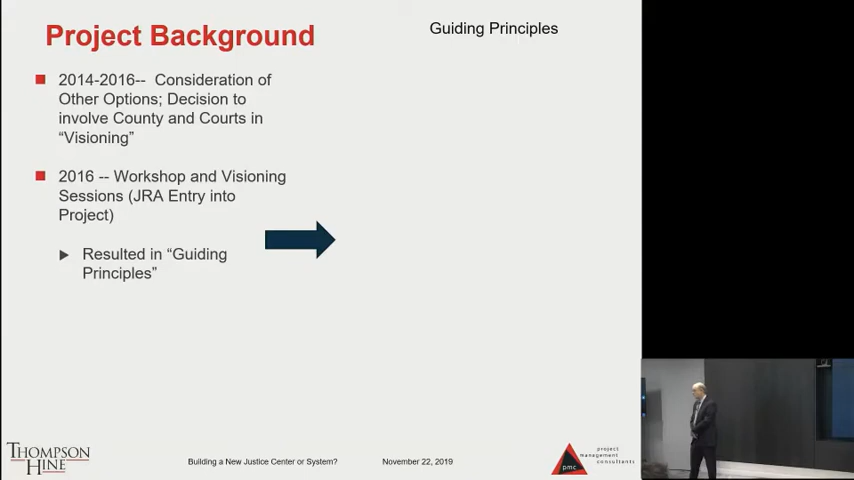 Project Background
Guiding Principles
2014-2016-- Consideration of
Other Options; Decision to
involve County and Courts in
“Visioning”
2016 -- Workshop and Visioning
Sessions (JRA Entry into
Project)
Resulted in “Guiding
Principles”
THOMPSON
HINE
Building a New Justice Center or System?
November 22, 2019
pmc
project
management
consultants